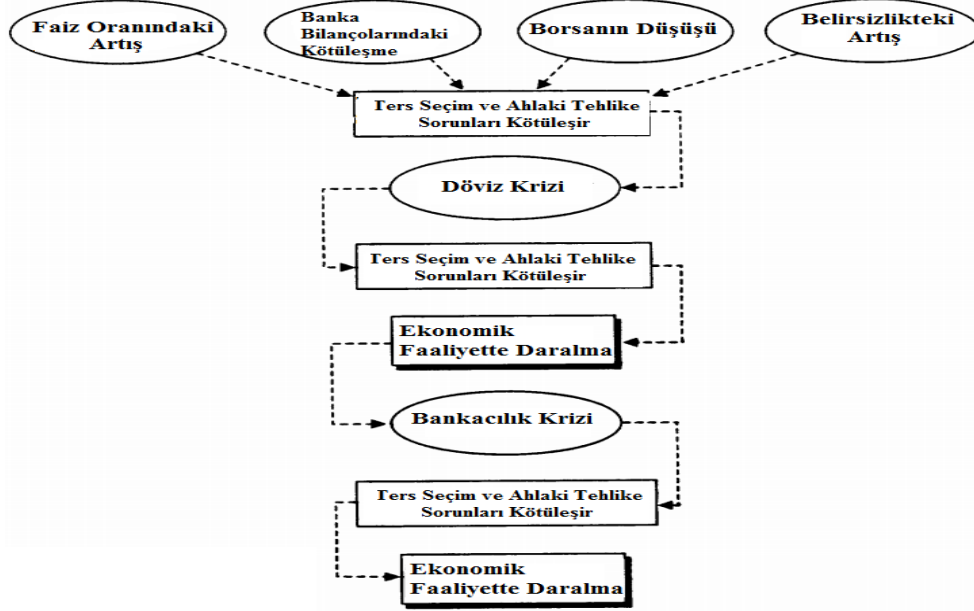 Faiz Oranındaki
Artış
Banka
Bilançolarındaki
Kötüleşme
Borsanın Düşüşü
Belirsizlikteki
Artış
Ters Seçim ve Ahlaki Tehlike
Sorunları Kötüleşir
Döviz Krizi
Ters Seçim ve Ahlaki Tehlike
Sorunları Kötüleşir
Ekonomik
Faaliyette Daralma
Bankacılık Krizi
Ters Seçim ve Ahlaki Tehlike
Sorunları Kötüleşir
Ekonomik
Faaliyette Daralma